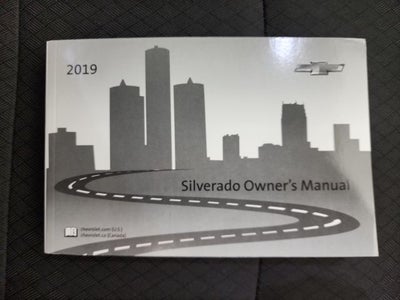 2019
Silverado Owner's Manual
chevrolet.com (U.S.)
chevrolet.ca (Canada)